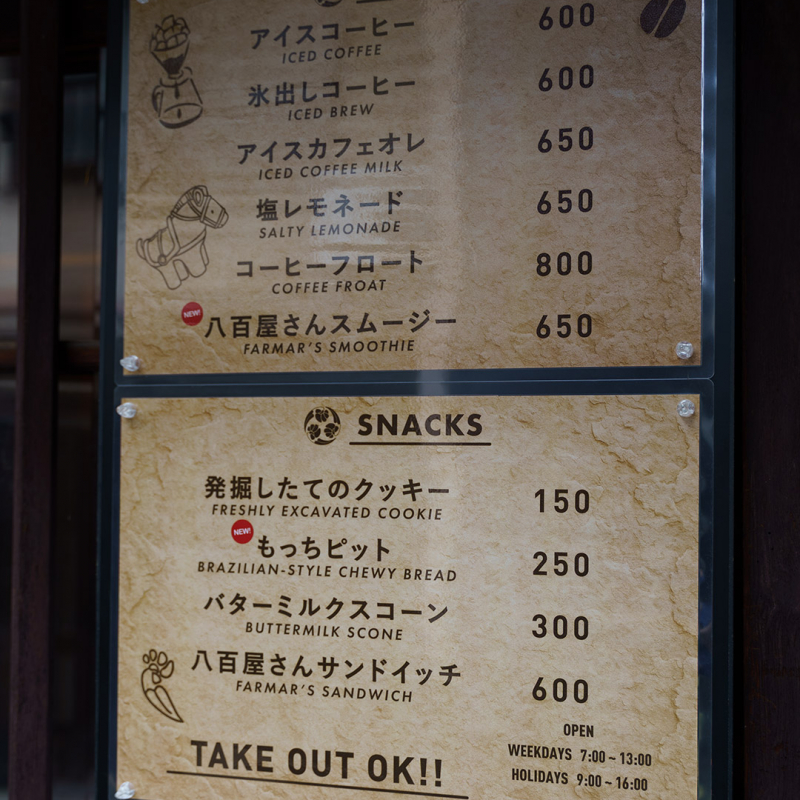 アイスコーヒー 600
ICED COFFEE
氷出しコーヒー 600
ICED BREW
アイスカフェオレ 650
ICED COFFEE MILK
塩レモネード 650
SALTY LEMONADE
コーヒーフロート 800
COFFEE FROAT
NEW!
八百屋さんスムージー 650
FARMAR'S SMOOTHIE
SNACKS
発掘したてのクッキー 150
FRESHLY EXCAVATED COOKIE
NEW!
もっちピット 250
BRAZILIAN-STYLE CHEWY BREAD
バターミルクスコーン 300
BUTTERMILK SCONE
八百屋さんサンドイッチ 600
FARMAR'S SANDWICH
TAKE OUT OK!!
OPEN
WEEKDAYS 7:00~13:00
HOLIDAYS 9:00~16:00